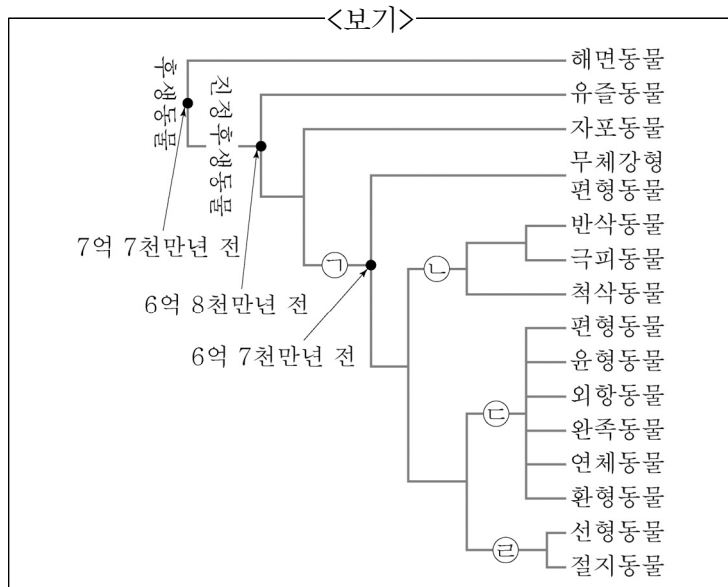 <보기>
후생동물
진정후생동물
해면동물
유즐동물
자포동물
무체강형
편형동물
반삭동물
극피동물
척삭동물
편형동물
윤형동물
외항동물
완족동물
연체동물
환형동물
선형동물
절지동물
㉠
㉡
㉢
㉣
7억 7천만년 전
6억 8천만년 전
6억 7천만년 전